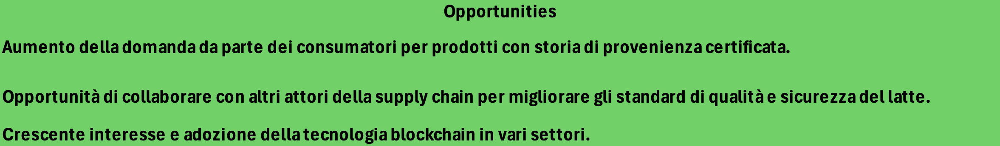 Opportunities
Aumento della domanda da parte dei consumatori per prodotti con storia di provenienza certificata.
Opportunità di collaborare con altri attori della supply chain per migliorare gli standard di qualità e sicurezza del latte.
Crescente interesse e adozione della tecnologia blockchain in vari settori.